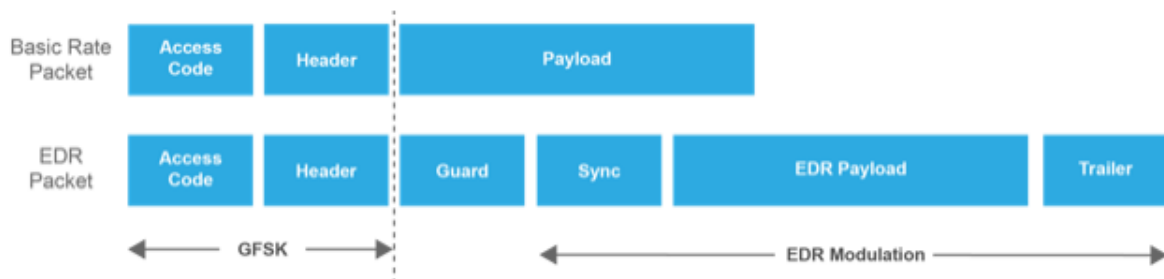 Basic Rate
Packet
Access
Code
Header
Payload
EDR
Packet
Access
Code
Header
Guard
Sync
EDR Payload
Trailer
GFSK
EDR Modulation